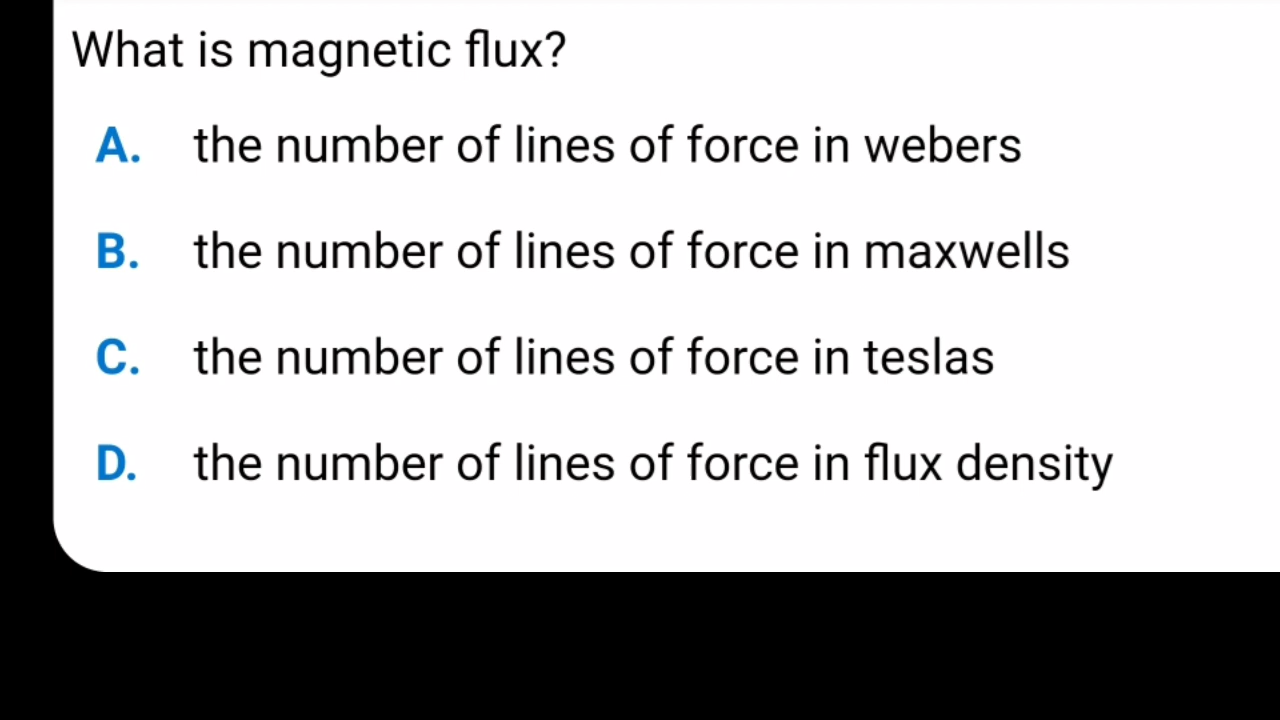 What is magnetic flux?
A. the number of lines of force in webers
B. the number of lines of force in maxwells
C. the number of lines of force in teslas
D. the number of lines of force in flux density